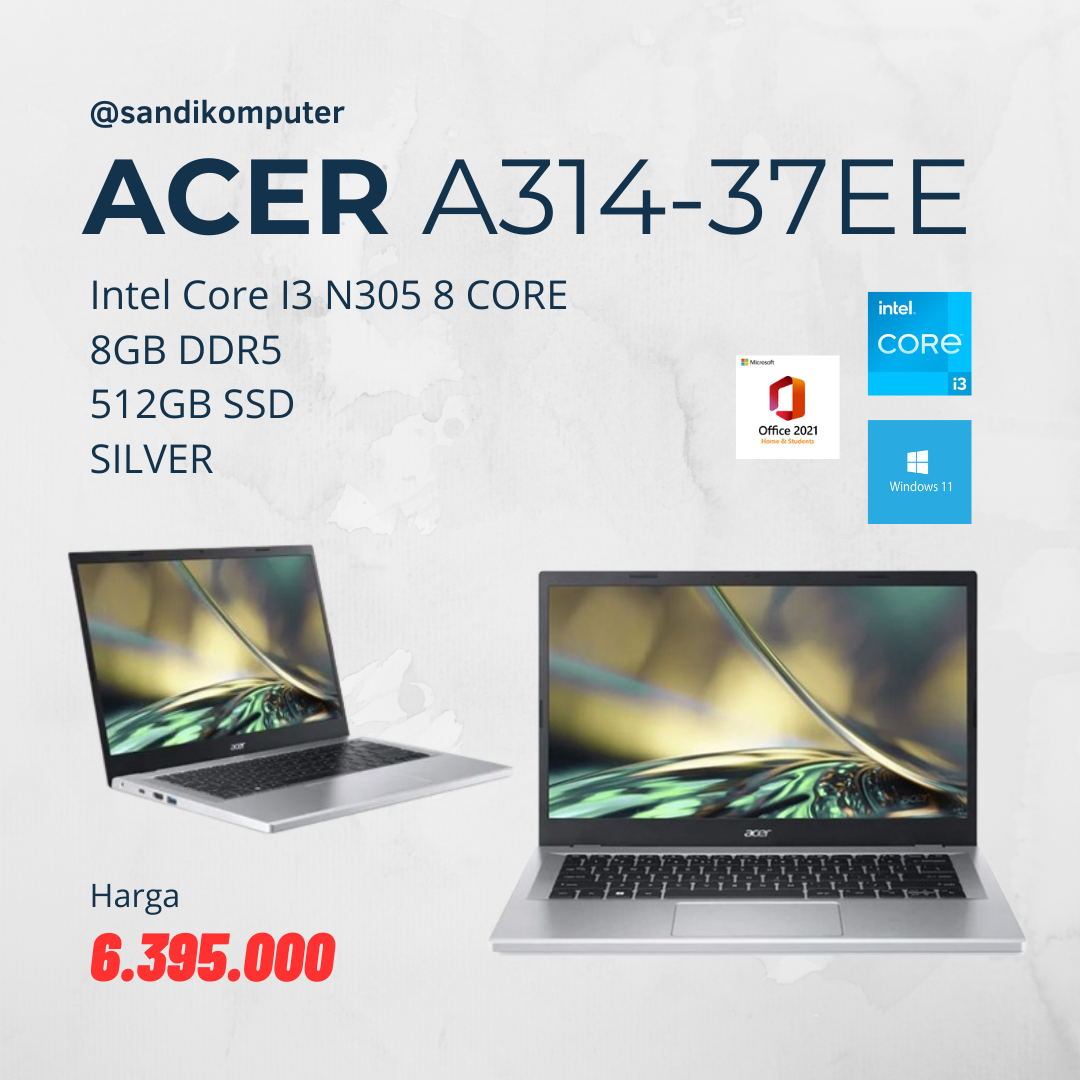 @sandikomputer
ACER A314-37EE
Intel Core I3 N305 8 CORE
8GB DDR5
512GB SSD
SILVER
intel.
CORE
i3
Microsoft
Office 2021
Home & Students
Windows 11
acer
acer
Harga
6.395.000